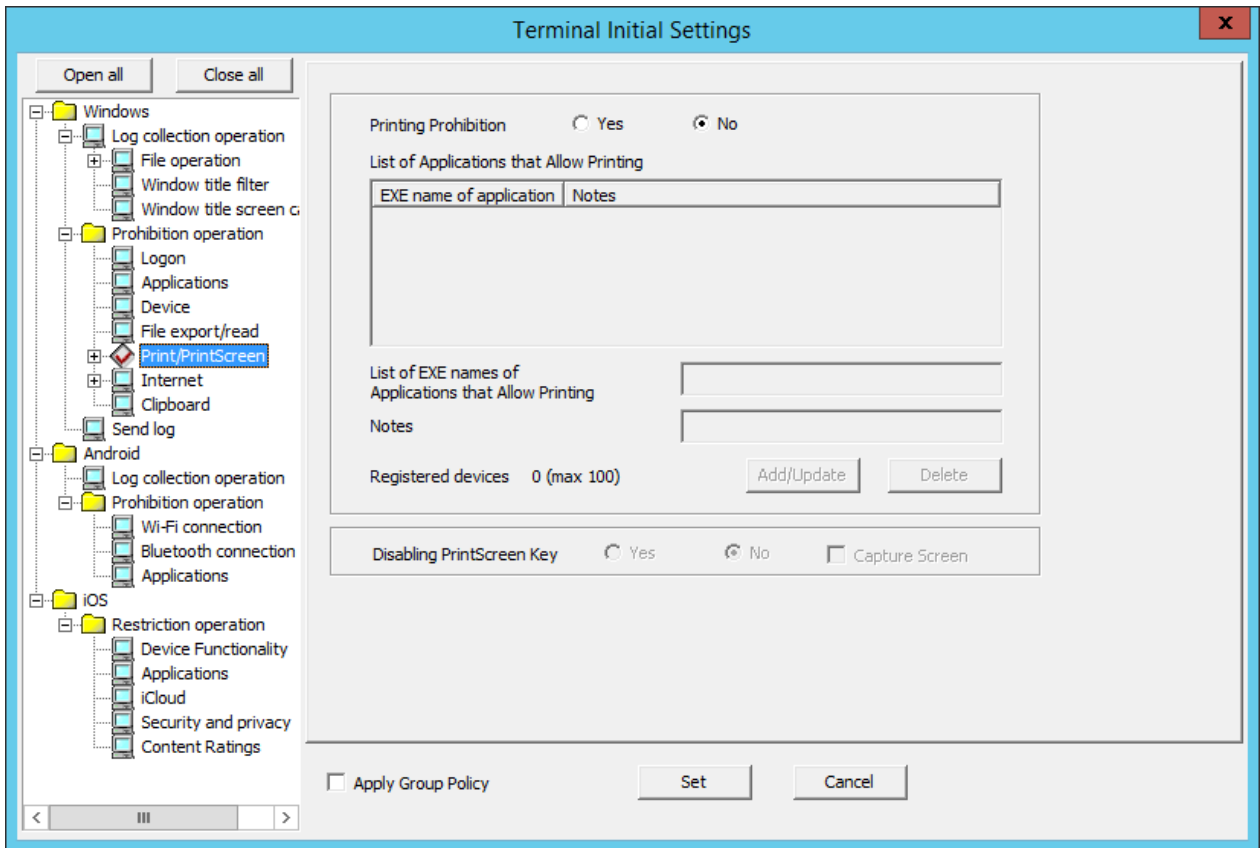 Terminal Initial Settings
x
Open all
Close all
Windows
Log collection operation
File operation
Window title filter
Window title screen ca
Prohibition operation
Logon
Applications
Device
File export/read
Print/PrintScreen
Internet
Clipboard
Send log
Android
Log collection operation
Prohibition operation
Wi-Fi connection
Bluetooth connection
Applications
iOS
Restriction operation
Device Functionality
Applications
iCloud
Security and privacy
Content Ratings
Printing Prohibition Yes No
List of Applications that Allow Printing
EXE name of application Notes
List of EXE names of
Applications that Allow Printing
Notes
Registered devices 0 (max 100) Add/Update Delete
Disabling PrintScreen Key Yes No Capture Screen
Apply Group Policy Set Cancel